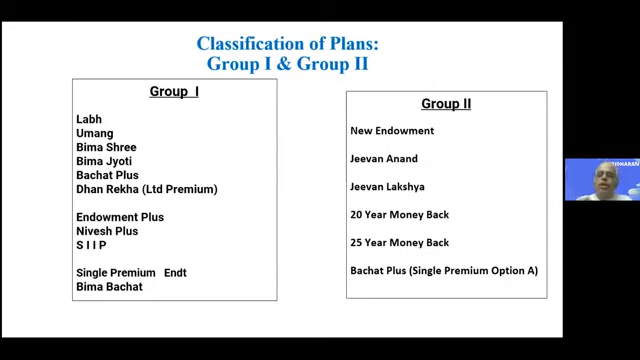 Classification of Plans:
Group I & Group II
Group I
Labh
Umang
Bima Shree
Bima Jyoti
Bachat Plus
Dhan Rekha (Ltd Premium)
Endowment Plus
Nivesh Plus
S I I P
Single Premium Endt
Bima Bachat
Group II
New Endowment
Jeevan Anand
Jeevan Lakshya
20 Year Money Back
25 Year Money Back
Bachat Plus (Single Premium Option A)